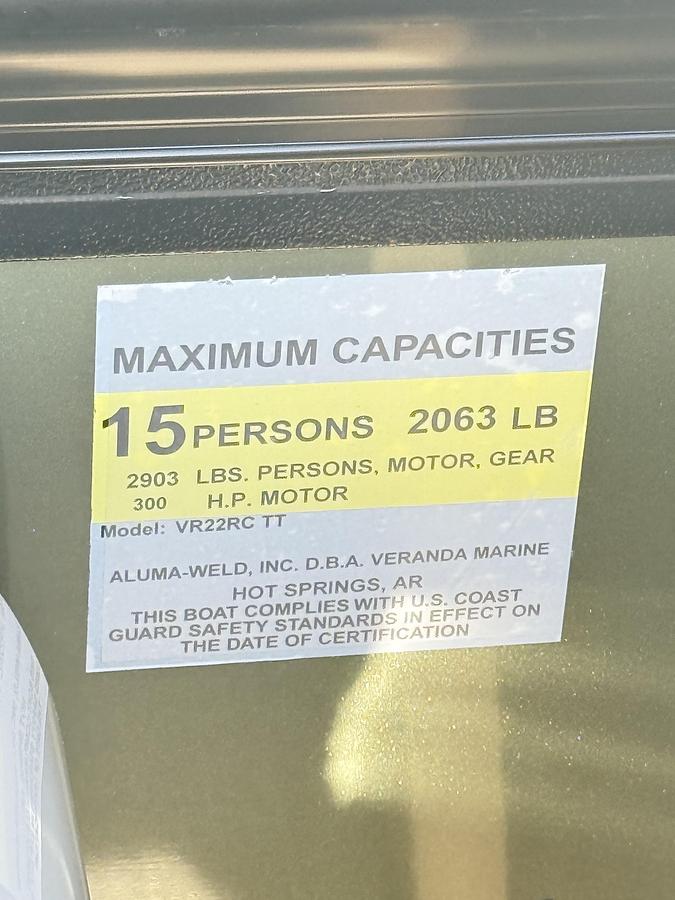 MAXIMUM CAPACITIES
15 PERSONS 2063 LB
2903 LBS. PERSONS, MOTOR, GEAR
300 H.P. MOTOR
Model: VR22RC TT
ALUMA-WELD, INC. D.B.A. VERANDA MARINE
HOT SPRINGS, AR
THIS BOAT COMPLIES WITH U.S. COAST
GUARD SAFETY STANDARDS IN EFFECT ON
THE DATE OF CERTIFICATION